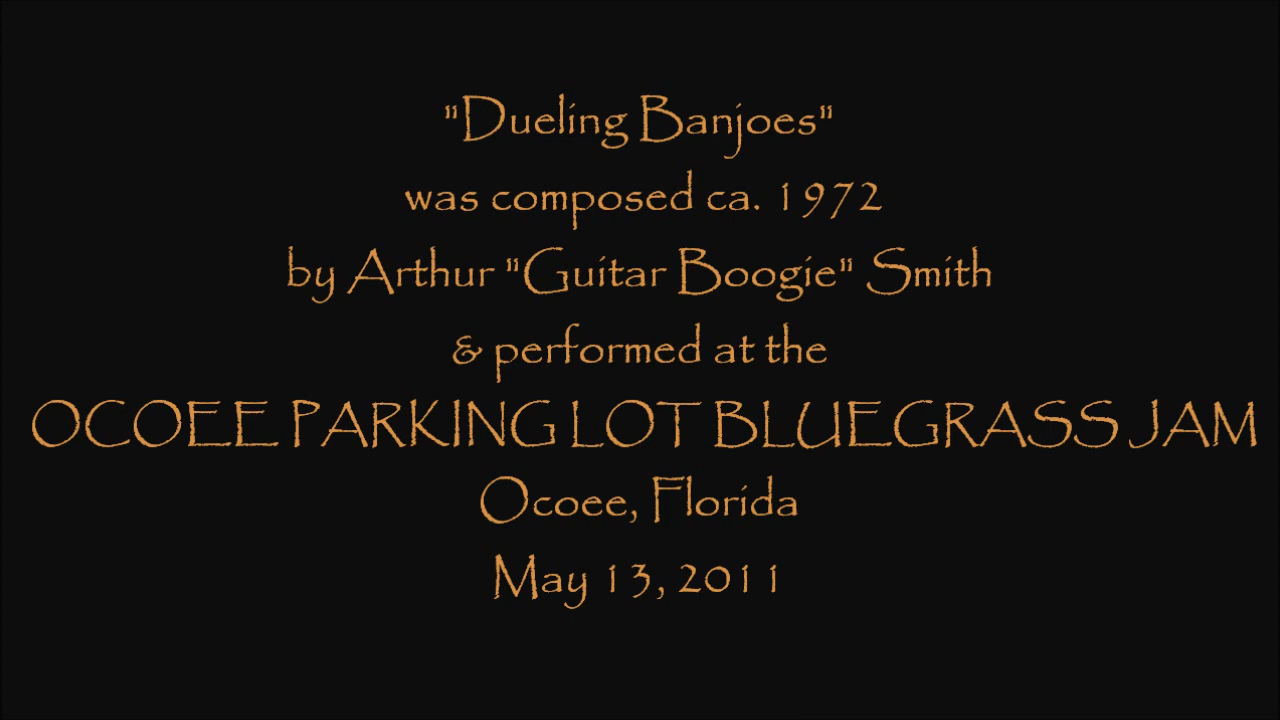 "Dueling Banjoes"
was composed ca. 1972
by Arthur "Guitar Boogie" Smith
& performed at the
OCOEE PARKING LOT BLUEGRASS JAM
Ocoee, Florida
May 13, 2011